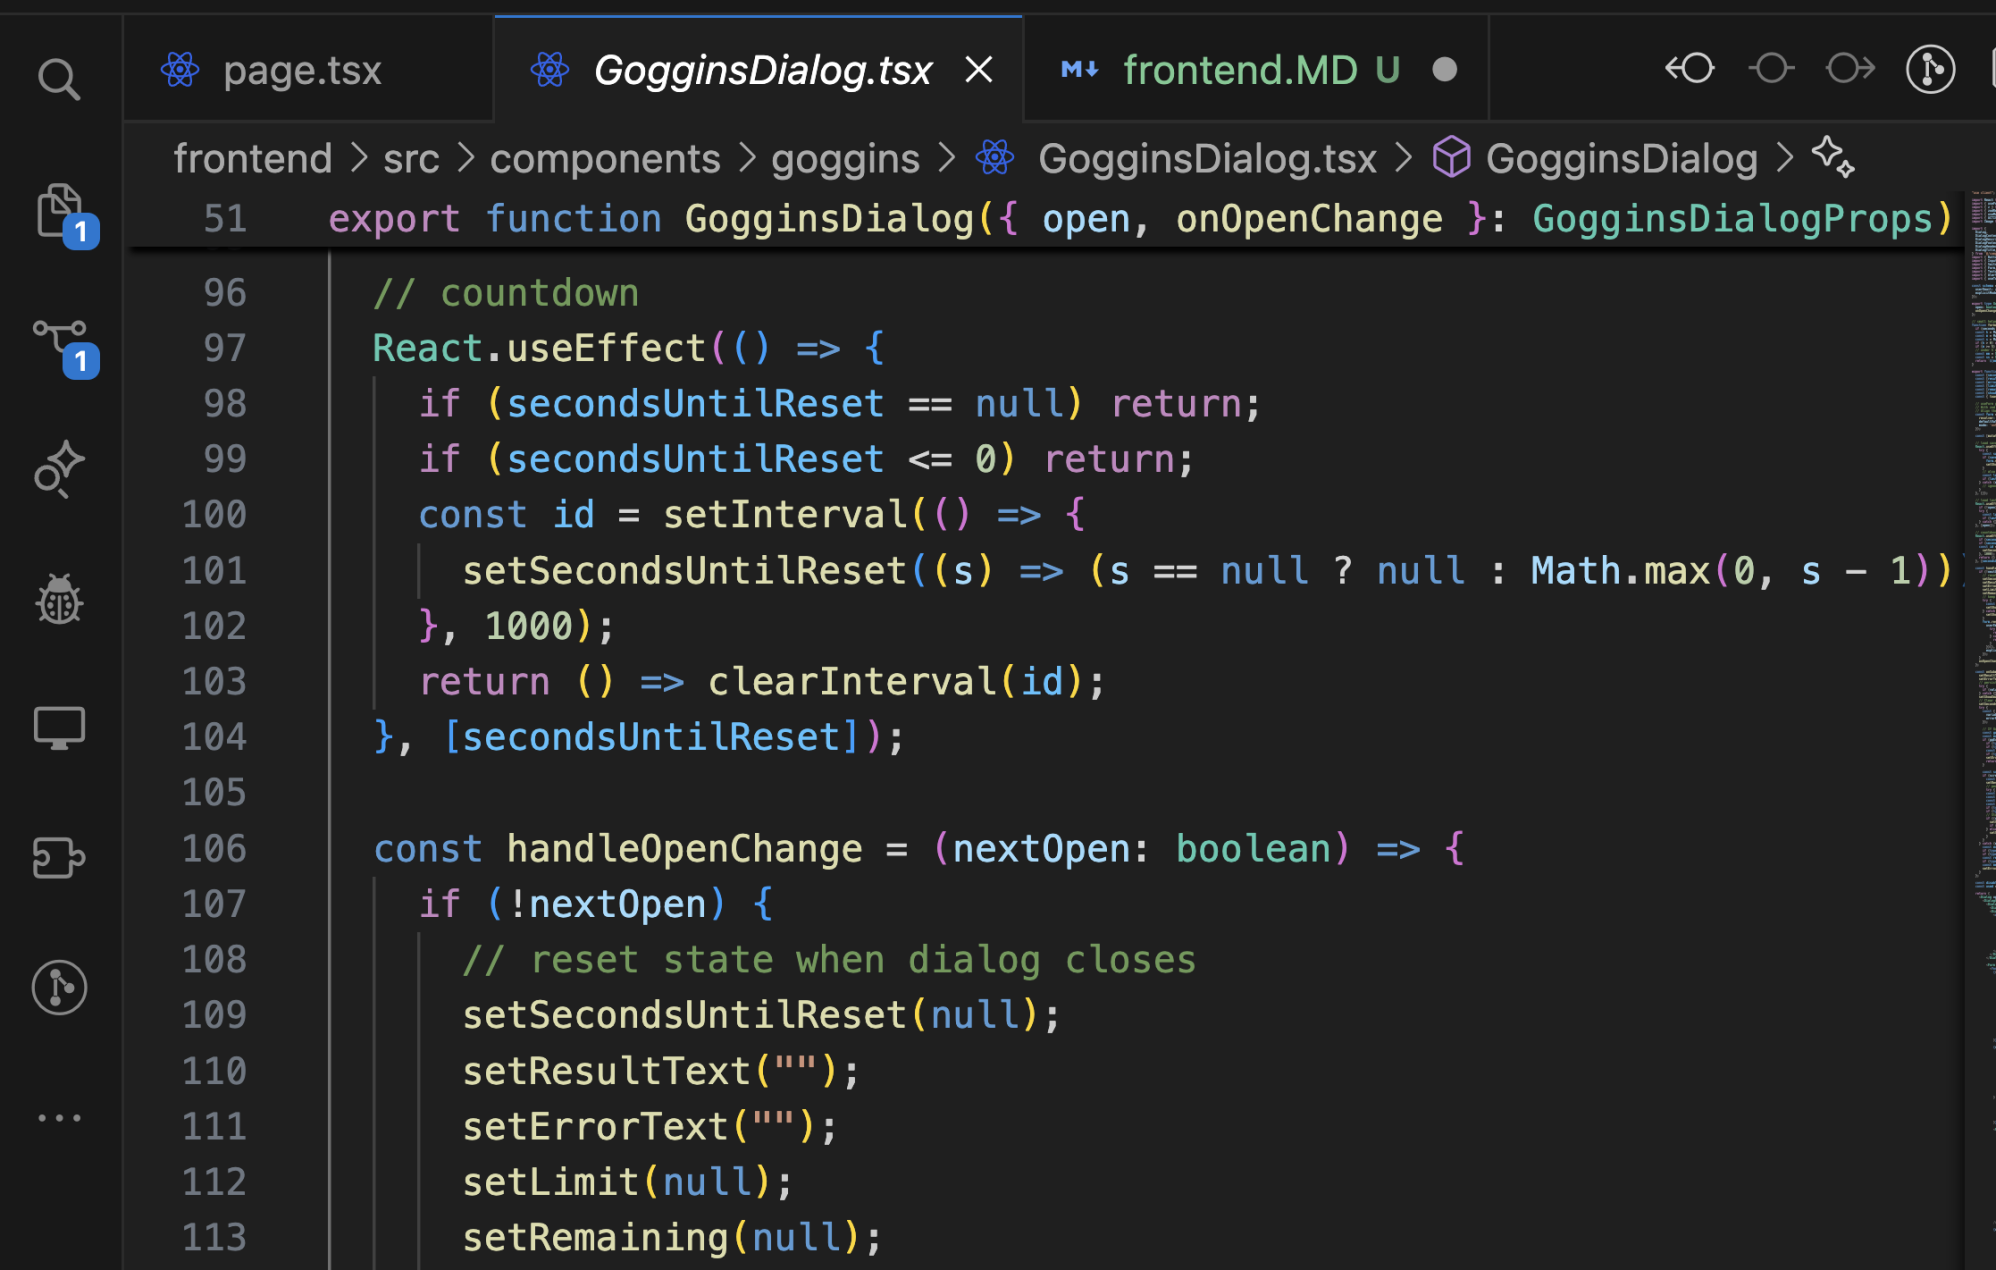 page.tsx
GogginsDialog.tsx
frontend.MD U
frontend > src > components > goggins > GogginsDialog.tsx > GogginsDialog >
51 export function GogginsDialog({ open, onOpenChange }: GogginsDialogProps)
1
96 // countdown
97 React.useEffect(() => {
1
98 if (secondsUntilReset == null) return;
99 if (secondsUntilReset <= 0) return;
100 const id = setInterval(() => {
101 setSecondsUntilReset((s) => (s == null ? null : Math.max(0, s - 1))
102 }, 1000);
103 return () => clearInterval(id);
104 }, [secondsUntilReset]);
105
106 const handleOpenChange = (nextOpen: boolean) => {
107 if (!nextOpen) {
108 // reset state when dialog closes
109 setSecondsUntilReset(null);
110 setResultText("");
111 setErrorText("");
112 setLimit(null);
113 setRemaining(null);